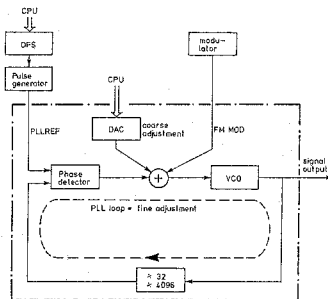 CPU
DFS
Pulse
generator
modu-
lator
CPU
DAC
coarse
adjustment
PLLREF
FM MOD
signal
output
Phase
detector
+
VCO
PLL loop = fine adjustment
* 32
* 4096